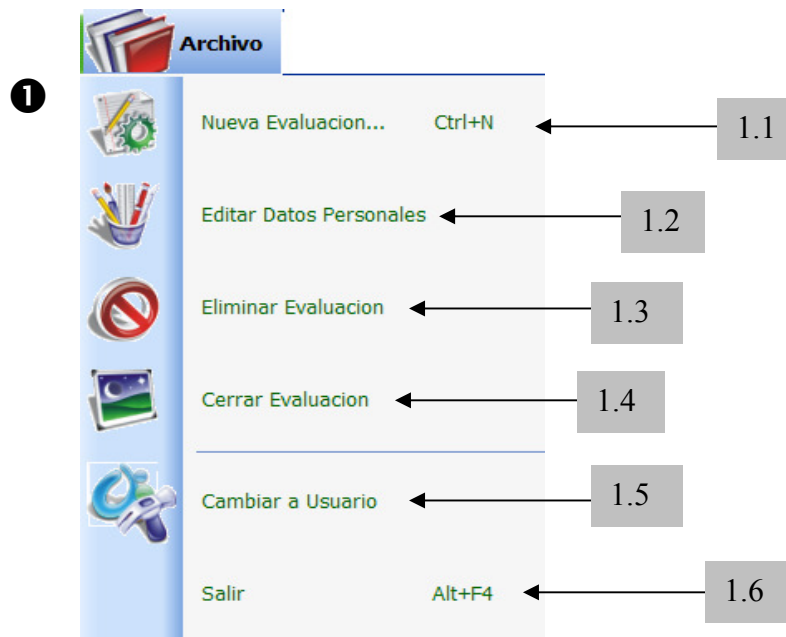 Archivo
❶
Nueva Evaluacion... Ctrl+N 1.1
Editar Datos Personales 1.2
Eliminar Evaluacion 1.3
Cerrar Evaluacion 1.4
Cambiar a Usuario 1.5
Salir Alt+F4 1.6